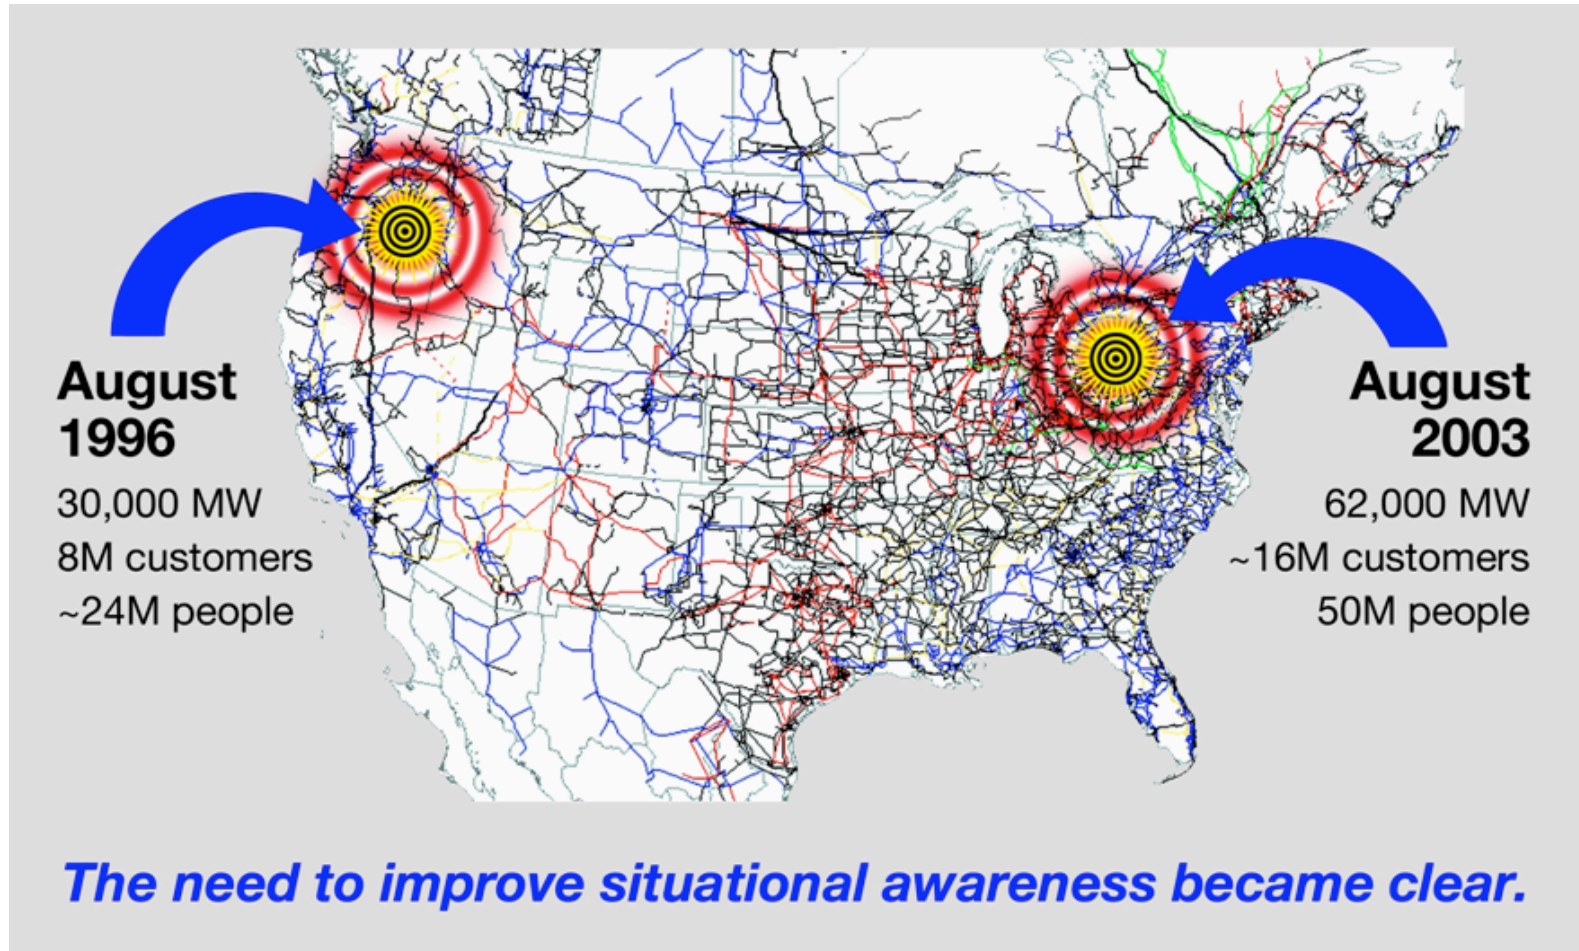 August
1996
30,000 MW
8M customers
~24M people
August
2003
62,000 MW
~16M customers
50M people
The need to improve situational awareness became clear.